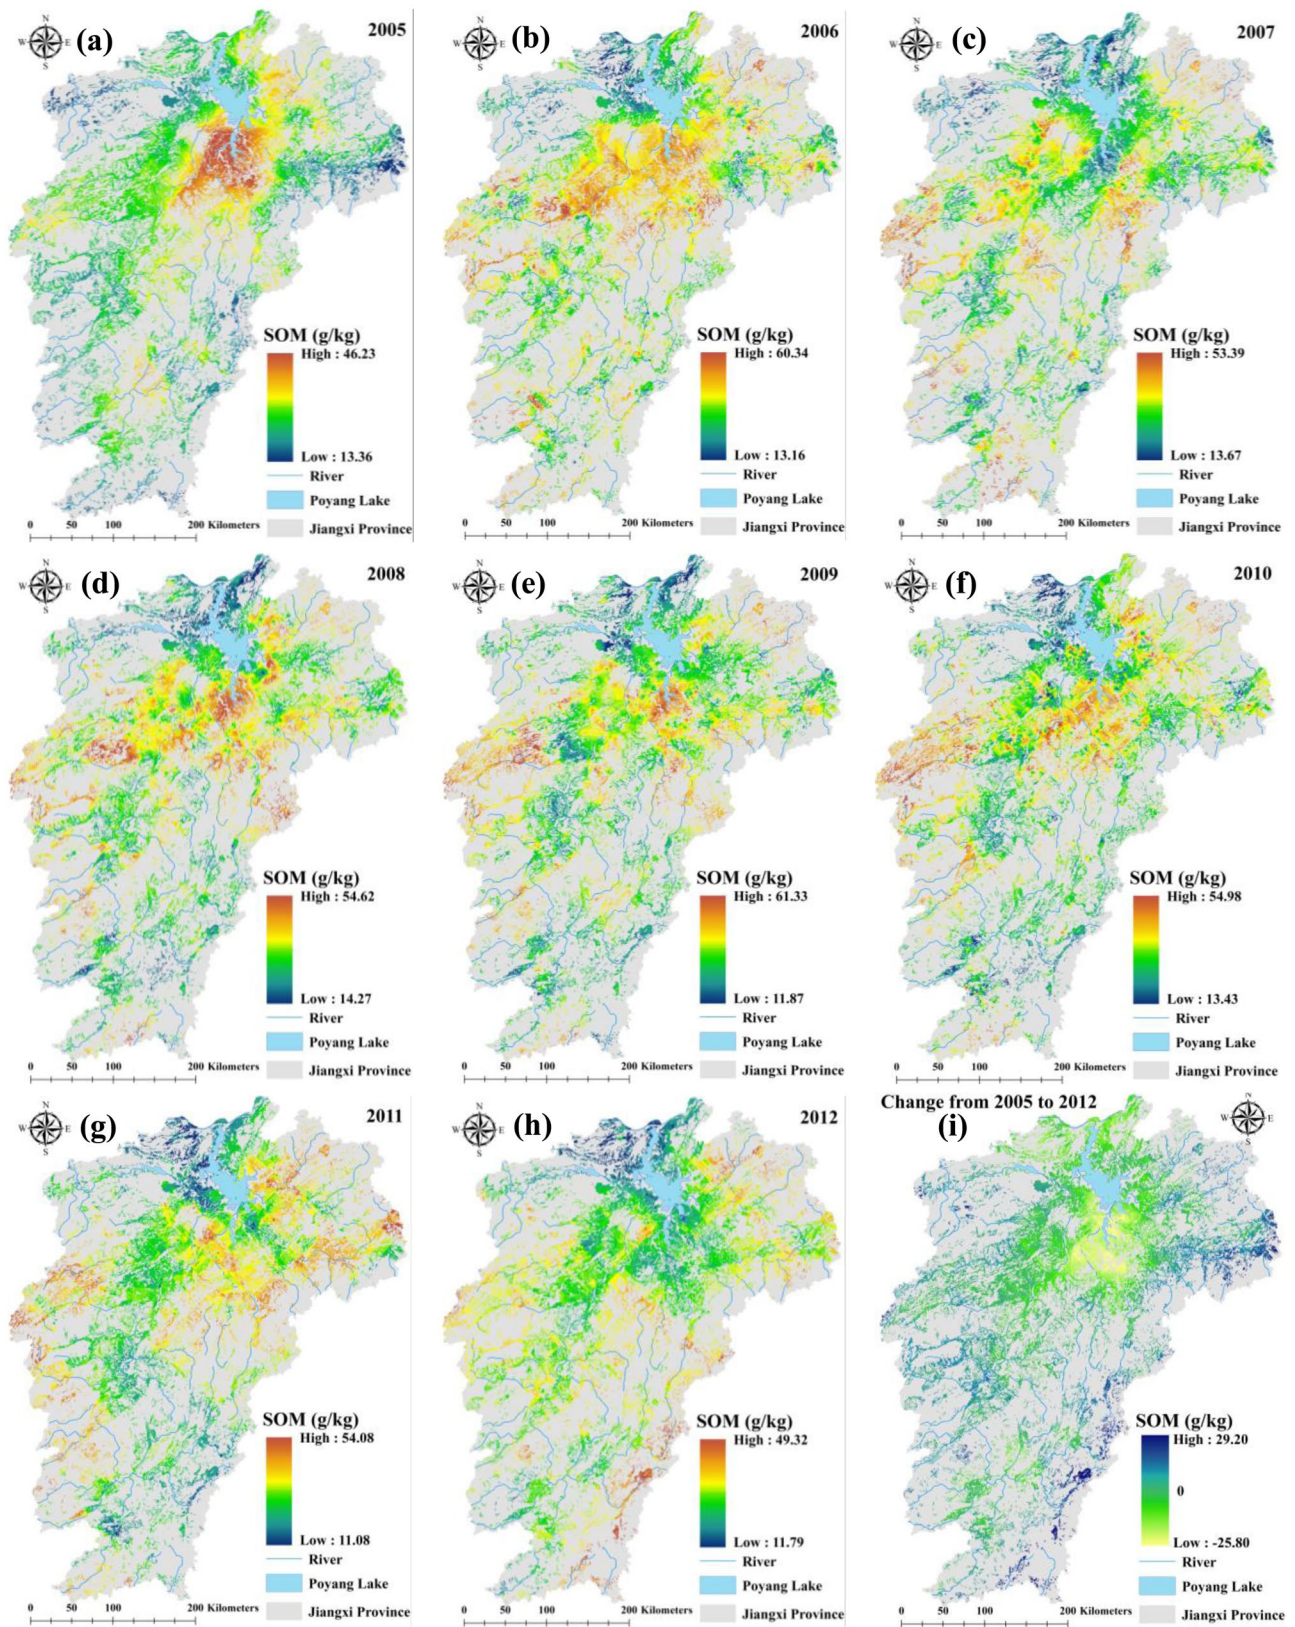 N
W E
S
(a)
2005
SOM (g/kg)
High : 46.23
Low : 13.36
River
Poyang Lake
Jiangxi Province
0 50 100 200 Kilometers
N
W E
S
(b)
2006
SOM (g/kg)
High : 60.34
Low : 13.16
River
Poyang Lake
Jiangxi Province
0 50 100 200 Kilometers
N
W E
S
(c)
2007
SOM (g/kg)
High : 53.39
Low : 13.67
River
Poyang Lake
Jiangxi Province
0 50 100 200 Kilometers
N
W E
S
(d)
2008
SOM (g/kg)
High : 54.62
Low : 14.27
River
Poyang Lake
Jiangxi Province
0 50 100 200 Kilometers
N
W E
S
(e)
2009
SOM (g/kg)
High : 61.33
Low : 11.87
River
Poyang Lake
Jiangxi Province
0 50 100 200 Kilometers
N
W E
S
(f)
2010
SOM (g/kg)
High : 54.98
Low : 13.43
River
Poyang Lake
Jiangxi Province
0 50 100 200 Kilometers
N
W E
S
(g)
2011
SOM (g/kg)
High : 54.08
Low : 11.08
River
Poyang Lake
Jiangxi Province
0 50 100 200 Kilometers
N
W E
S
(h)
2012
SOM (g/kg)
High : 49.32
Low : 11.79
River
Poyang Lake
Jiangxi Province
0 50 100 200 Kilometers
Change from 2005 to 2012
(i)
N
W E
S
SOM (g/kg)
High : 29.20
0
Low : -25.80
River
Poyang Lake
Jiangxi Province
0 50 100 200 Kilometers